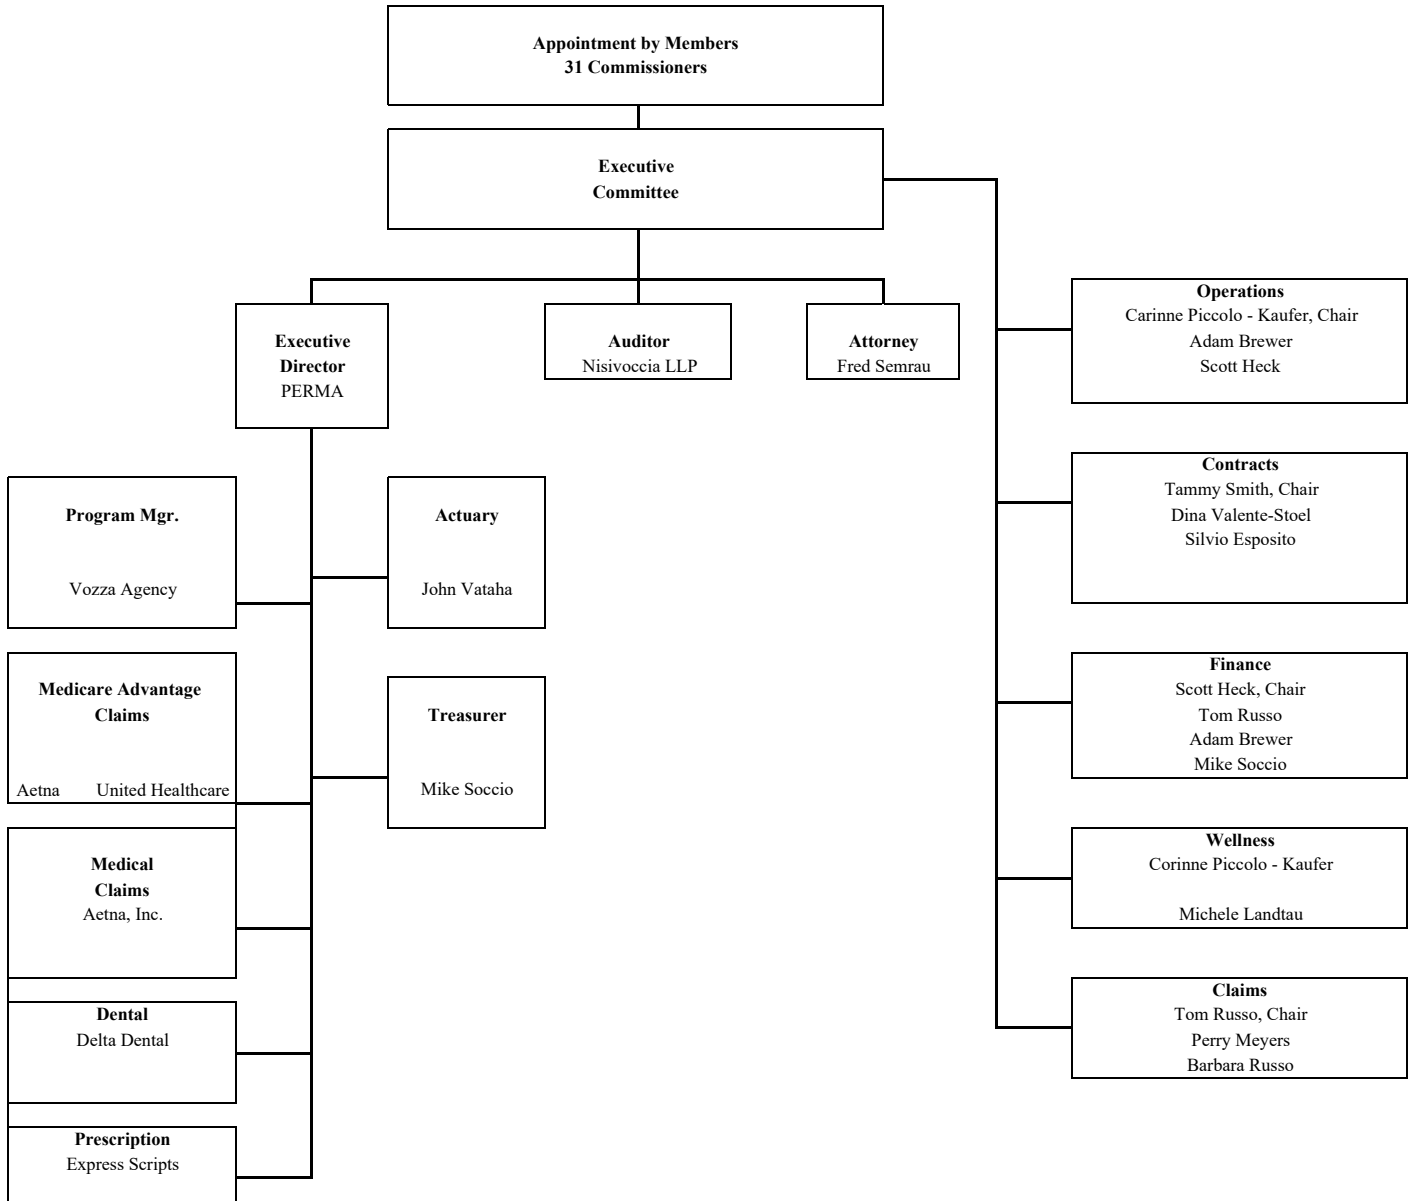 Appointment by Members
31 Commissioners
Executive
Committee
Executive
Director
PERMA
Auditor
Nisivoccia LLP
Attorney
Fred Semrau
Operations
Carinne Piccolo - Kaufer, Chair
Adam Brewer
Scott Heck
Contracts
Tammy Smith, Chair
Dina Valente-Stoel
Silvio Esposito
Program Mgr.
Vozza Agency
Actuary
John Vataha
Medicare Advantage
Claims
Aetna United Healthcare
Treasurer
Mike Soccio
Finance
Scott Heck, Chair
Tom Russo
Adam Brewer
Mike Soccio
Medical
Claims
Aetna, Inc.
Wellness
Corinne Piccolo - Kaufer
Michele Landtau
Dental
Delta Dental
Claims
Tom Russo, Chair
Perry Meyers
Barbara Russo
Prescription
Express Scripts